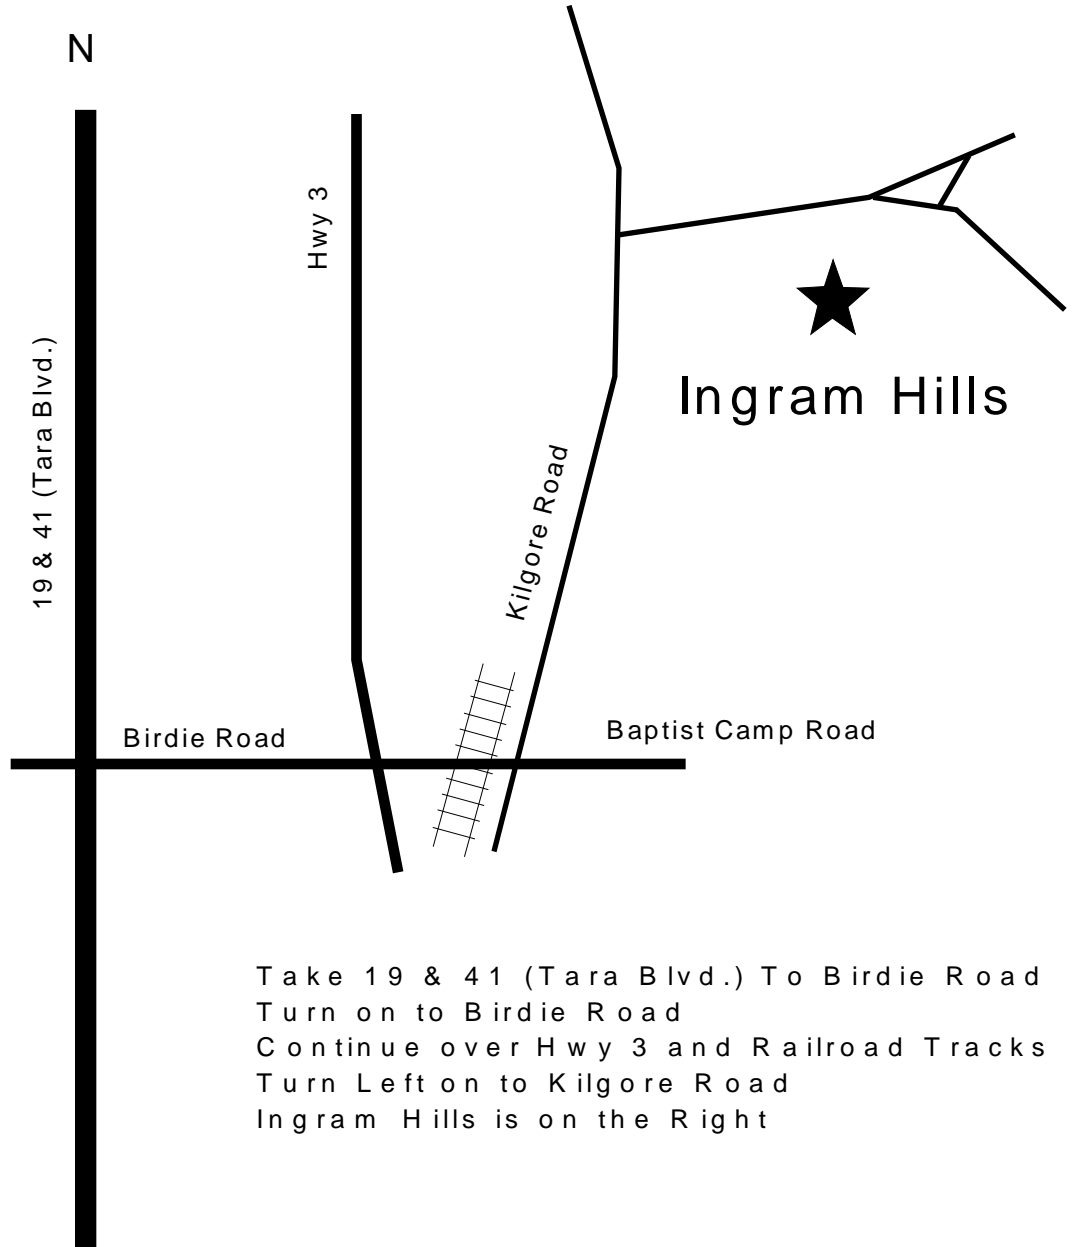 N
Hwy 3
19 & 41 (Tara Blvd.)
Ingram Hills
Kilgore Road
Birdie Road
Baptist Camp Road
Take 19 & 41 (Tara Blvd.) To Birdie Road
Turn on to Birdie Road
Continue over Hwy 3 and Railroad Tracks
Turn Left on to Kilgore Road
Ingram Hills is on the Right